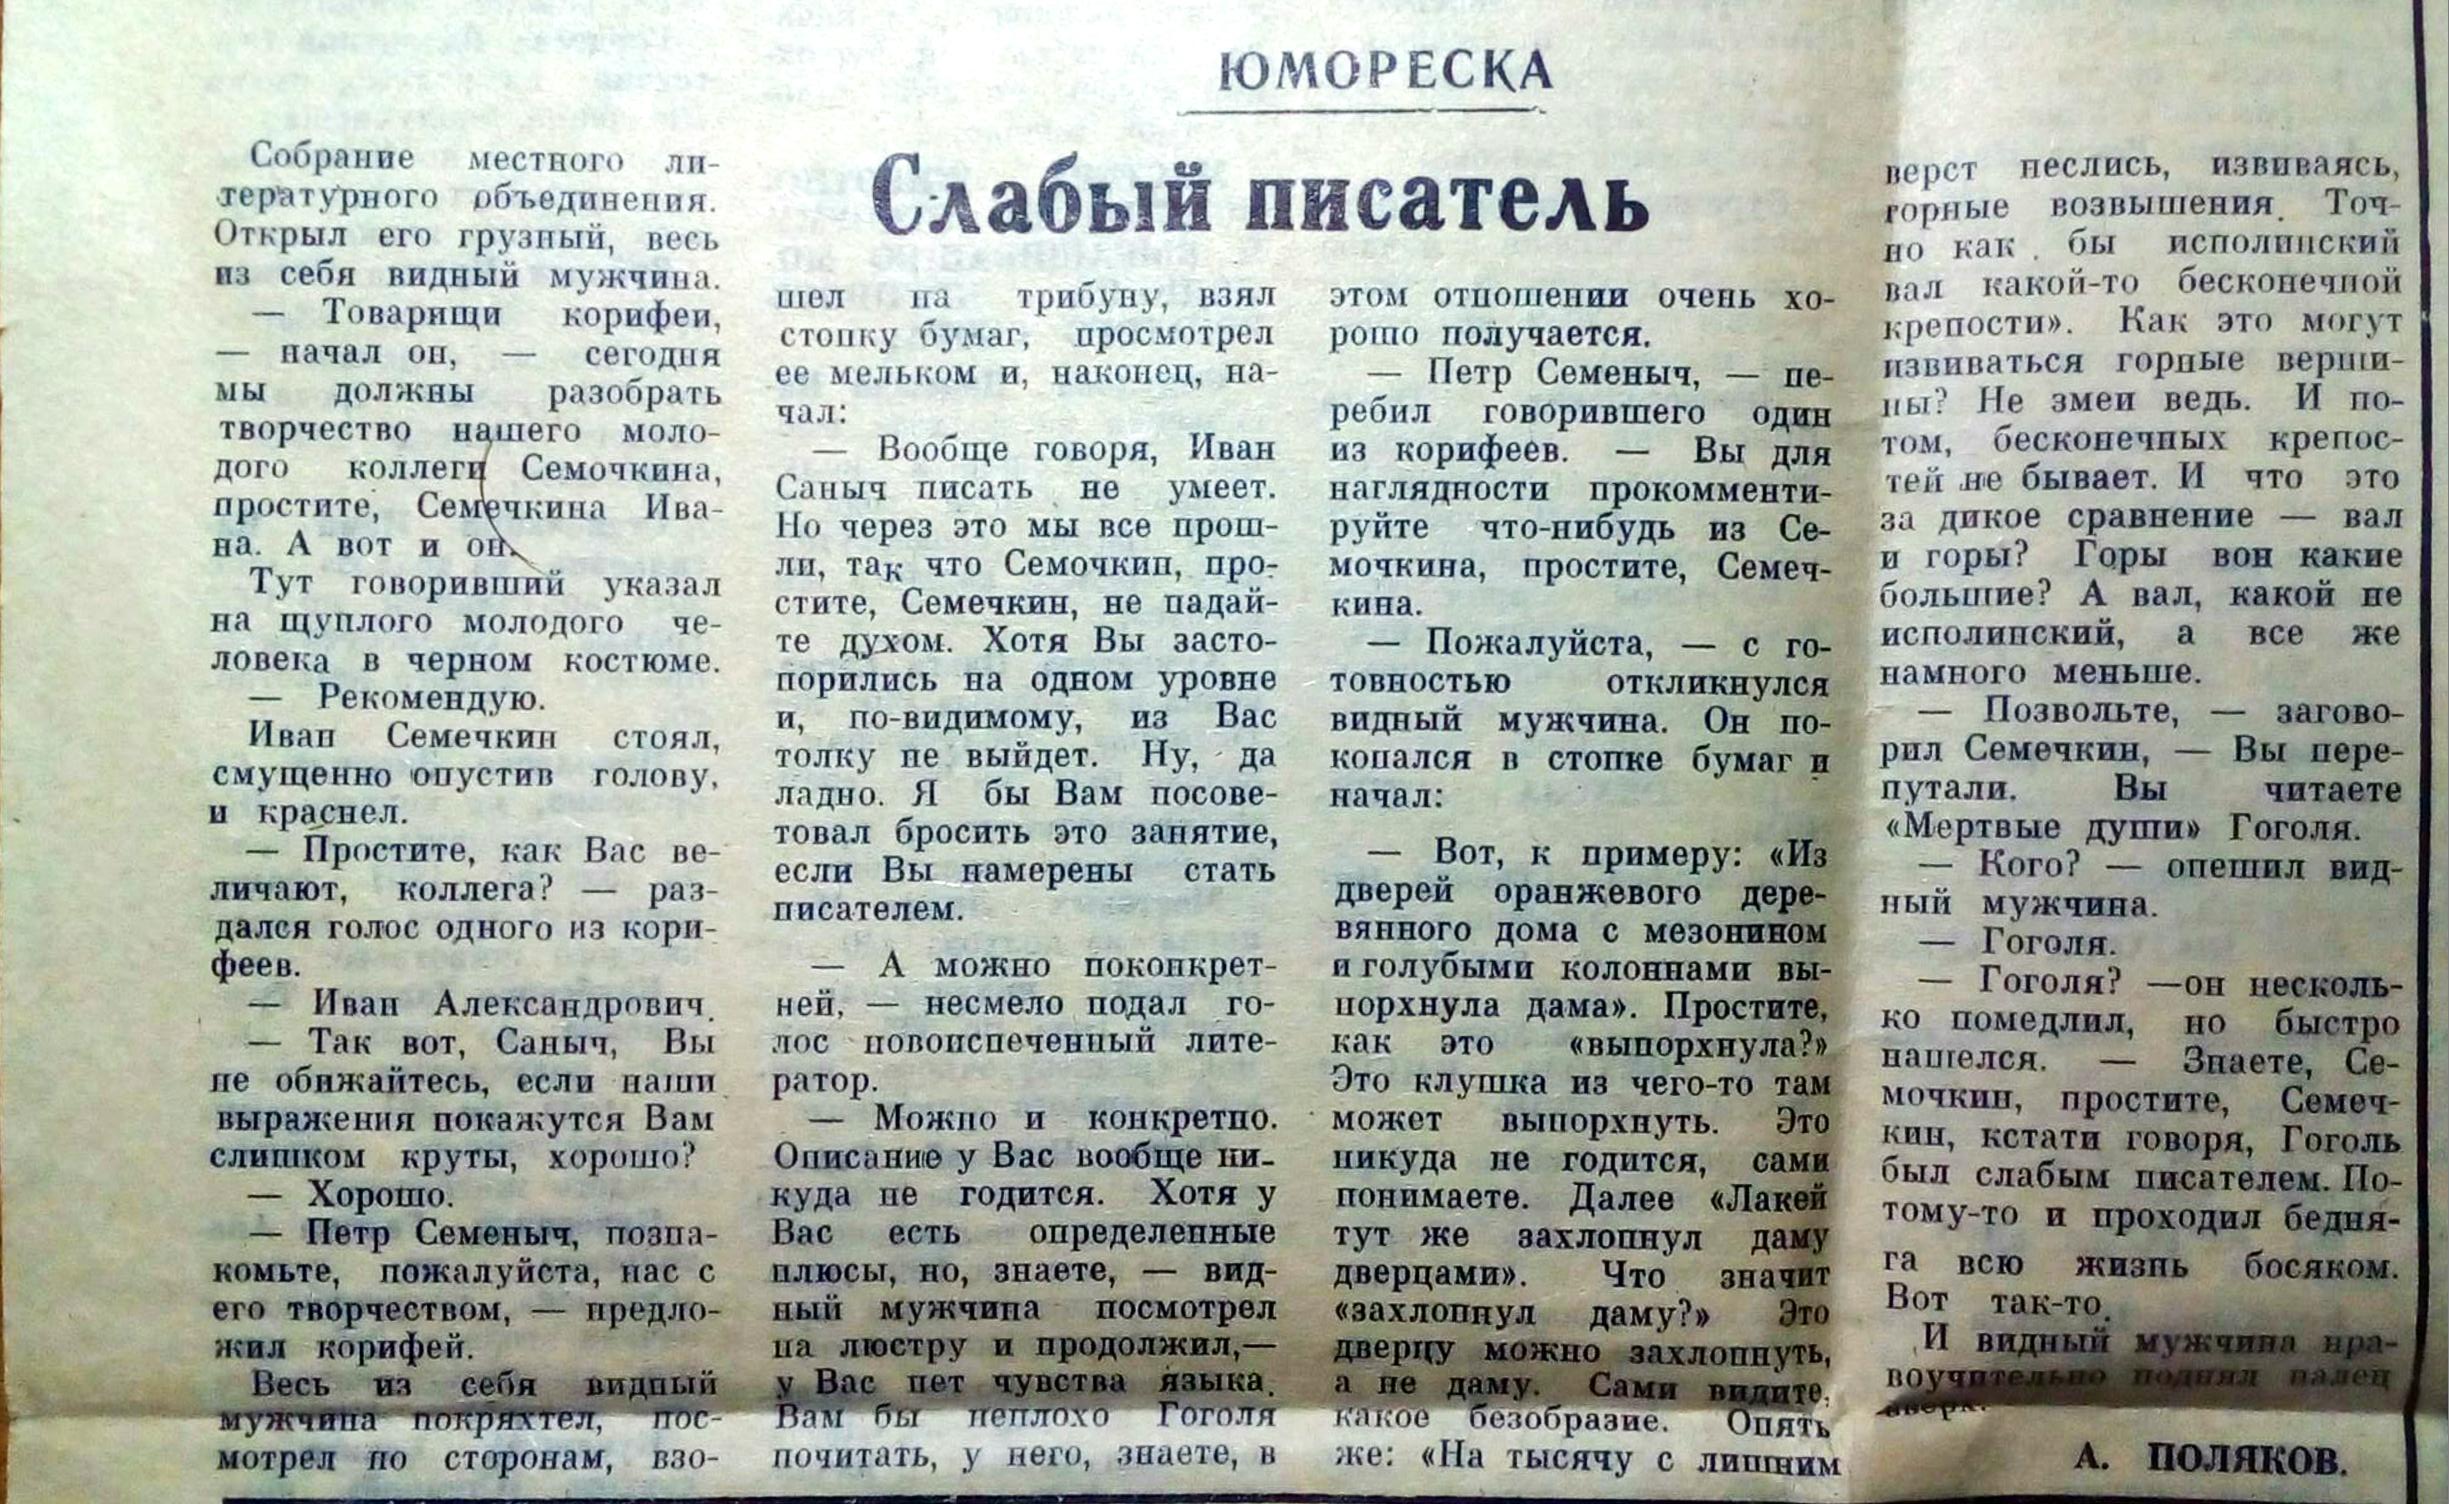 ЮМОРЕСКА
Слабый писатель
Собрание местного ли-
тературного объединения.
Открыл его грузный, весь
из себя видный мужчина.
— Товарищи корифеи,
— начал он, — сегодня
мы должны разобрать
творчество нашего моло-
дого коллеги Семочкина,
простите, Семечкина Ива-
на. А вот и он.
Тут говоривший указал
на щуплого молодого че-
ловека в черном костюме.
— Рекомендую.
Иван Семечкин стоял,
смущенно опустив голову,
и краснел.
— Простите, как Вас ве-
личают, коллега? — раз-
дался голос одного из кори-
феев.
— Иван Александрович.
— Так вот, Саныч, Вы
не обижайтесь, если наши
выражения покажутся Вам
слишком круты, хорошо?
— Хорошо.
— Петр Семеныч, позна-
комьте, пожалуйста, нас с
его творчеством, — предло-
жил корифей.
Весь из себя видный
мужчина покряхтел, пос-
мотрел по сторонам, взо-
шел на трибуну, взял
стопку бумаг, просмотрел
ее мельком и, наконец, на-
чал:
— Вообще говоря, Иван
Саныч писать не умеет.
Но через это мы все прош-
ли, так что Семочкин, про-
стите, Семечкин, не падай-
те духом. Хотя Вы засто-
порились на одном уровне
и, по-видимому, из Вас
толку не выйдет. Ну, да
ладно. Я бы Вам посове-
товал бросить это занятие,
если Вы намерены стать
писателем.
— А можно поконкрет-
ней, — несмело подал го-
лос новоиспеченный лите-
ратор.
— Можно и конкретно.
Описание у Вас вообще ни-
куда не годится. Хотя у
Вас есть определенные
плюсы, но, знаете, — вид-
ный мужчина посмотрел
на люстру и продолжил,—
у Вас нет чувства языка.
Вам бы неплохо Гоголя
почитать, у него, знаете, в
этом отношении очень хо-
рошо получается.
— Петр Семеныч, — пе-
ребил говорившего один
из корифеев. — Вы для
наглядности прокомменти-
руйте что-нибудь из Се-
мочкина, простите, Семеч-
кина.
— Пожалуйста, — с го-
товностью откликнулся
видный мужчина. Он по-
копался в стопке бумаг и
начал:
— Вот, к примеру: «Из
дверей оранжевого дере-
вянного дома с мезонином
и голубыми колоннами вы-
порхнула дама». Простите,
как это «выпорхнула?»
Это клушка из чего-то там
может выпорхнуть. Это
никуда не годится, сами
понимаете. Далее «Лакей
тут же захлопнул даму
дверцами». Что значит
«захлопнул даму?» Это
дверцу можно захлопнуть,
а не даму. Сами видите,
какое безобразие. Опять
же: «На тысячу с лишним
верст неслись, извиваясь,
горные возвышения. Точ-
но как бы исполинский
вал какой-то бесконечной
крепости». Как это могут
извиваться горные верши-
ны? Не змеи ведь. И по-
том, бесконечных крепос-
тей не бывает. И что это
за дикое сравнение — вал
и горы? Горы вон какие
большие? А вал, какой не
исполинский, а все же
намного меньше.
— Позвольте, — загово-
рил Семечкин, — Вы пере-
путали. Вы читаете
«Мертвые души» Гоголя.
— Кого? — опешил вид-
ный мужчина.
— Гоголя.
— Гоголя? —он несколь-
ко помедлил, но быстро
нашелся. — Знаете, Се-
мочкин, простите, Семеч-
кин, кстати говоря, Гоголь
был слабым писателем. По-
тому-то и проходил бедня-
га всю жизнь босяком.
Вот так-то.
И видный мужчина нра-
воучительно поднял палец
вверх.
А. ПОЛЯКОВ.